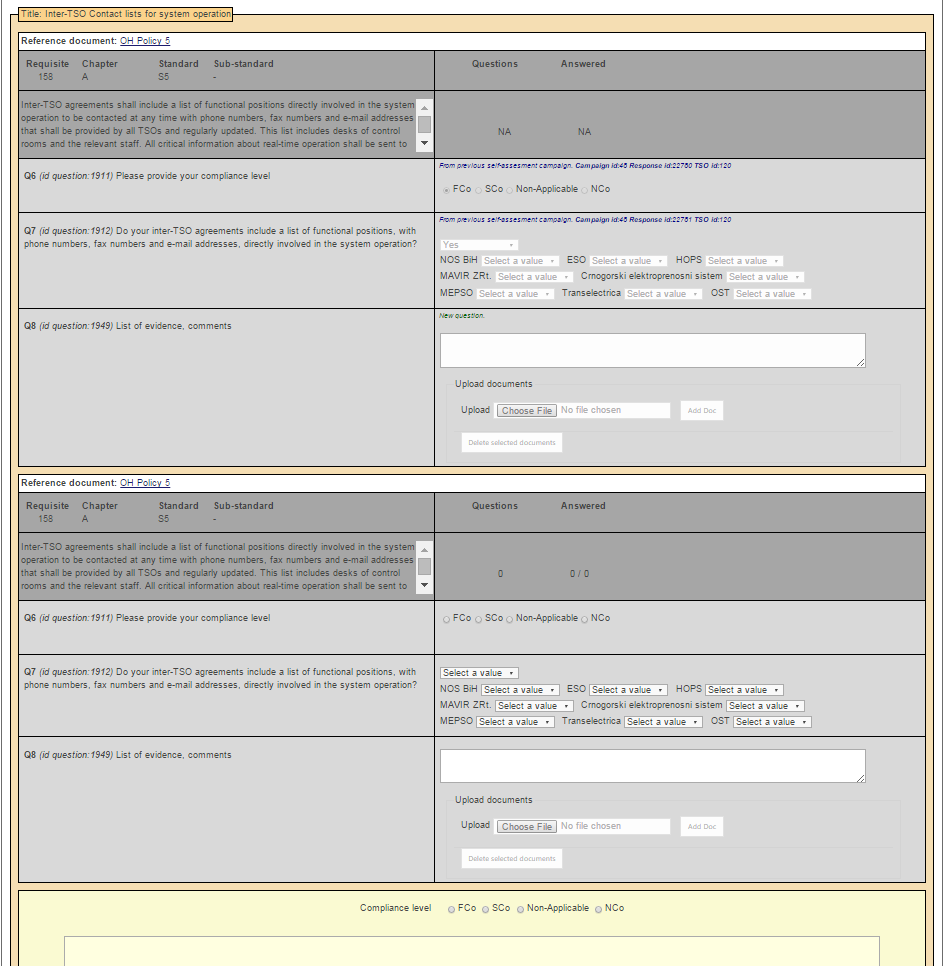 Title: Inter-TSO Contact lists for system operation
Reference document: OH Policy 5
Requisite Chapter Standard Sub-standard Questions Answered
158 A S5 -
Inter-TSO agreements shall include a list of functional positions directly involved in the system
operation to be contacted at any time with phone numbers, fax numbers and e-mail addresses
that shall be provided by all TSOs and regularly updated. This list includes desks of control
rooms and the relevant staff. All critical information about real-time operation shall be sent to
NA NA
Q6 (id question:1911) Please provide your compliance level
From previous self-assesment campaign. Campaign id:45 Response id:22760 TSO id:120
FCo SCo Non-Applicable NCo
Q7 (id question:1912) Do your inter-TSO agreements include a list of functional positions, with
phone numbers, fax numbers and e-mail addresses, directly involved in the system operation?
From previous self-assesment campaign. Campaign id:45 Response id:22761 TSO id:120
Yes
NOS BiH Select a value ESO Select a value HOPS Select a value
MAVIR ZRt. Select a value Crnogorski elektroprenosni sistem Select a value
MEPSO Select a value Transelectrica Select a value OST Select a value
Q8 (id question:1949) List of evidence, comments
New question.
Upload documents
Upload Choose File No file chosen Add Doc
Delete selected documents
Reference document: OH Policy 5
Requisite Chapter Standard Sub-standard Questions Answered
158 A S5 -
Inter-TSO agreements shall include a list of functional positions directly involved in the system
operation to be contacted at any time with phone numbers, fax numbers and e-mail addresses
that shall be provided by all TSOs and regularly updated. This list includes desks of control
rooms and the relevant staff. All critical information about real-time operation shall be sent to
0 0 / 0
Q6 (id question:1911) Please provide your compliance level
FCo SCo Non-Applicable NCo
Q7 (id question:1912) Do your inter-TSO agreements include a list of functional positions, with
phone numbers, fax numbers and e-mail addresses, directly involved in the system operation?
Select a value
NOS BiH Select a value ESO Select a value HOPS Select a value
MAVIR ZRt. Select a value Crnogorski elektroprenosni sistem Select a value
MEPSO Select a value Transelectrica Select a value OST Select a value
Q8 (id question:1949) List of evidence, comments
Upload documents
Upload Choose File No file chosen Add Doc
Delete selected documents
Compliance level FCo SCo Non-Applicable NCo